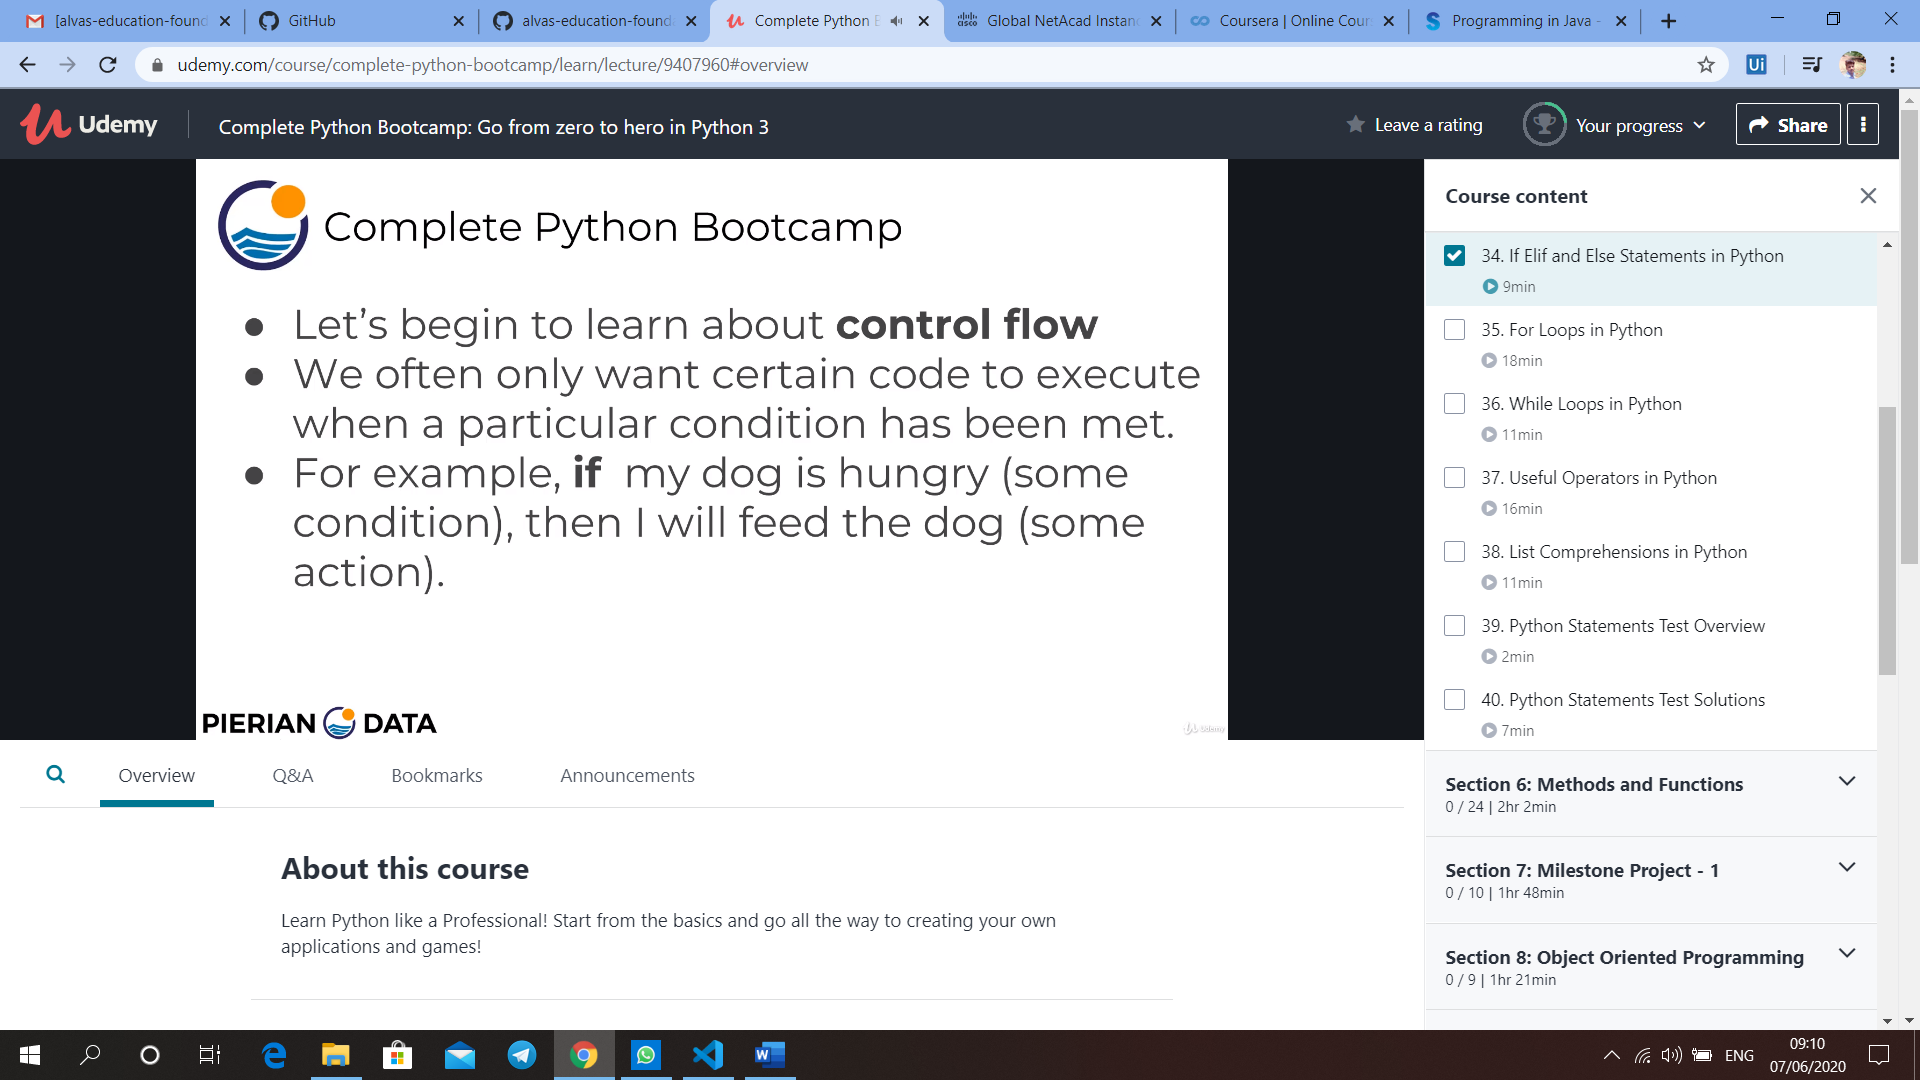 [alvas-education-found
GitHub
alvas-education-found
Complete Python B
Global NetAcad Instan
Coursera | Online Cour
Programming in Java -
udemy.com/course/complete-python-bootcamp/learn/lecture/9407960#overview
Udemy
Complete Python Bootcamp: Go from zero to hero in Python 3
Leave a rating
Your progress
Share
Complete Python Bootcamp
● Let’s begin to learn about control flow
● We often only want certain code to execute
when a particular condition has been met.
● For example, if my dog is hungry (some
condition), then I will feed the dog (some
action).
PIERIAN DATA
Udemy
Course content
34. If Elif and Else Statements in Python
9min
35. For Loops in Python
18min
36. While Loops in Python
11min
37. Useful Operators in Python
16min
38. List Comprehensions in Python
11min
39. Python Statements Test Overview
2min
40. Python Statements Test Solutions
7min
Section 6: Methods and Functions
0 / 24 | 2hr 2min
Section 7: Milestone Project - 1
0 / 10 | 1hr 48min
Section 8: Object Oriented Programming
0 / 9 | 1hr 21min
Overview
Q&A
Bookmarks
Announcements
About this course
Learn Python like a Professional! Start from the basics and go all the way to creating your own
applications and games!
ENG
09:10
07/06/2020